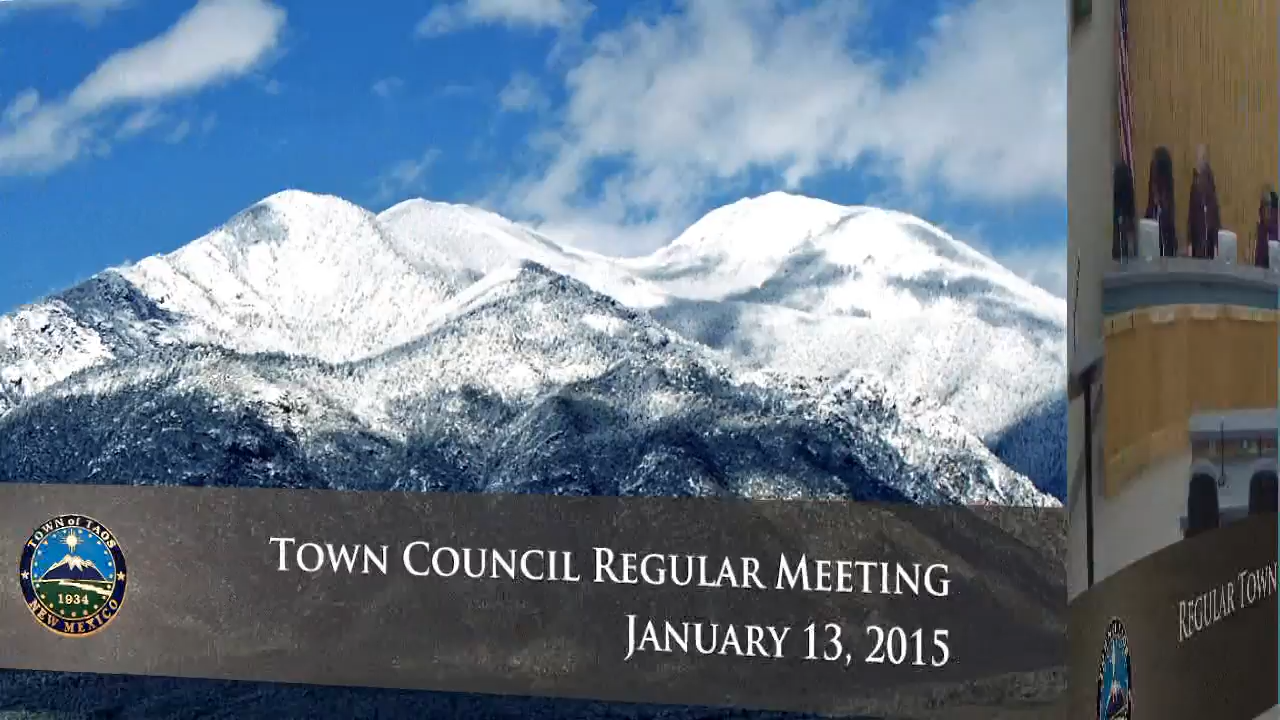 TOWN of TAOS
1934
NEW MEXICO
TOWN COUNCIL REGULAR MEETING
JANUARY 13, 2015
REGULAR TOWN